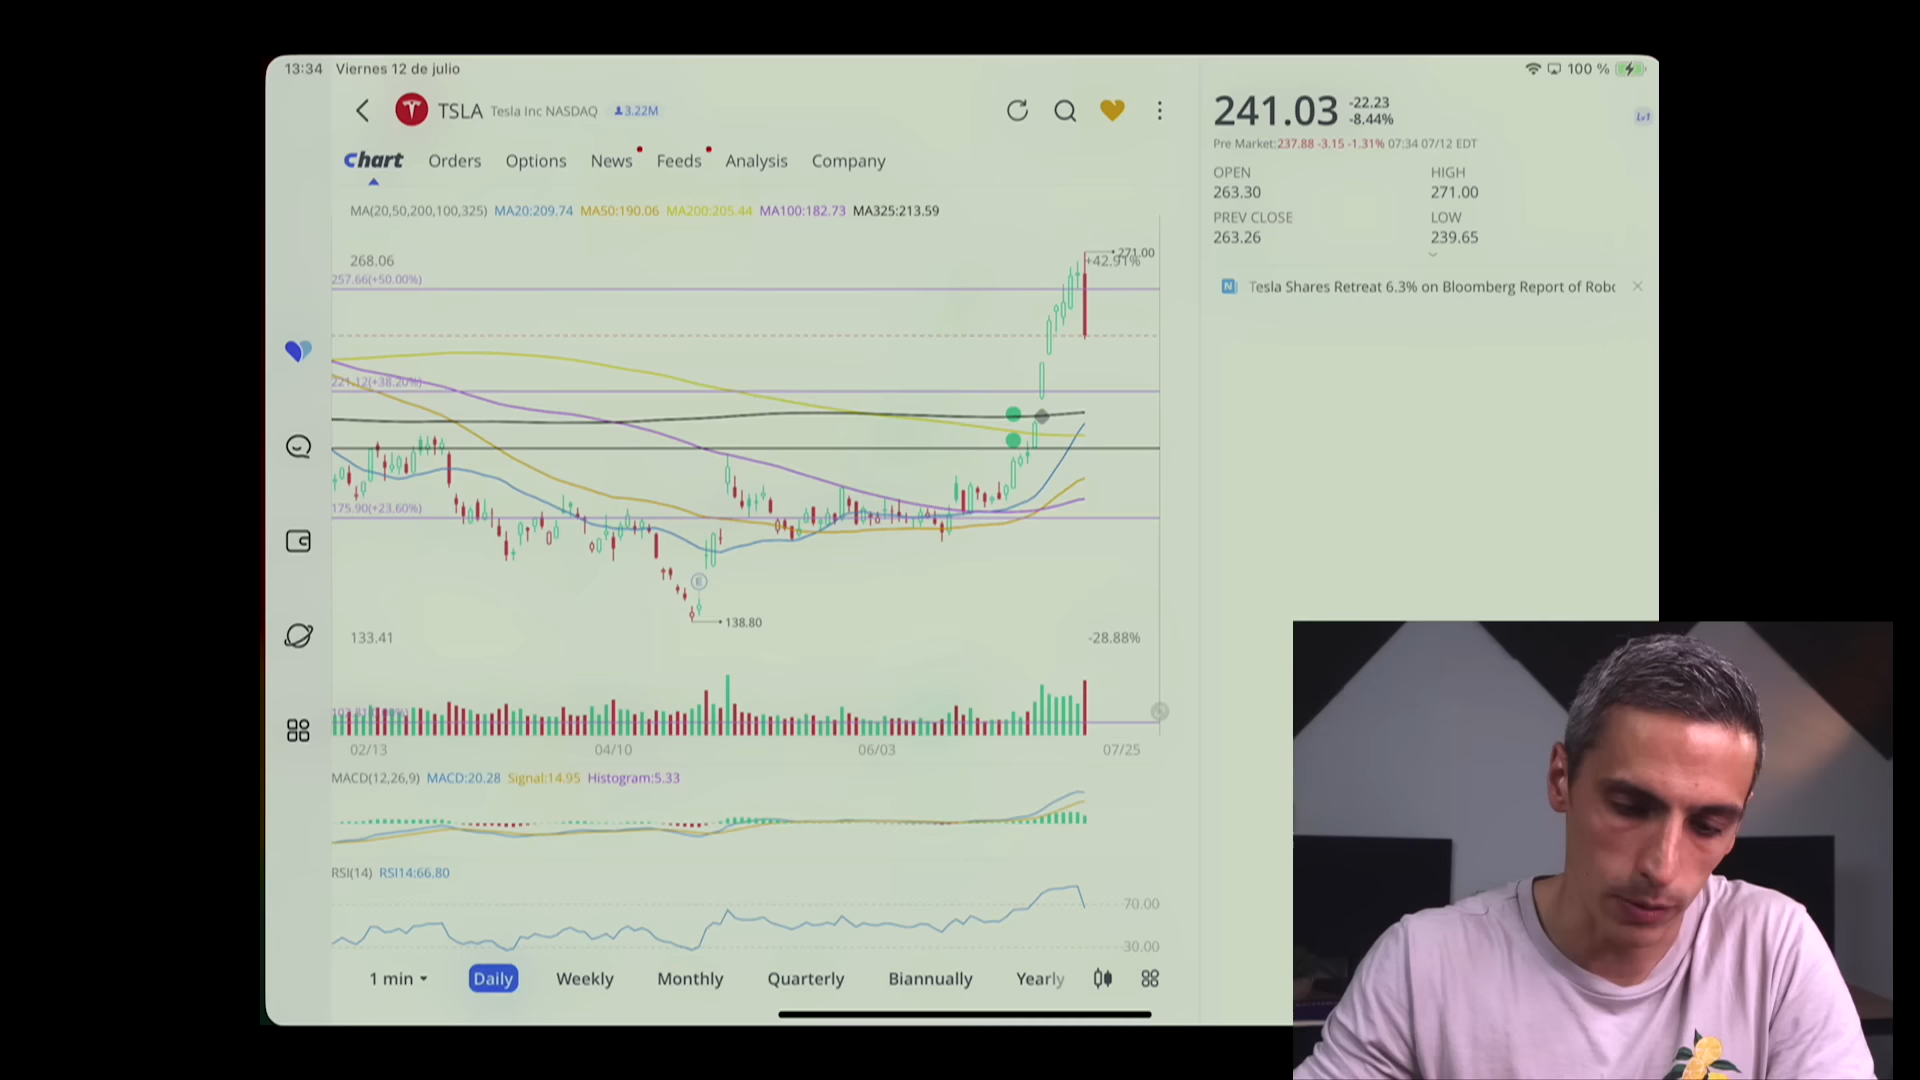 13:34 Viernes 12 de julio
100 %
TSLA Tesla Inc NASDAQ 3.22M
Chart Orders Options News Feeds Analysis Company
MA(20,50,200,100,325) MA20:209.74 MA50:190.06 MA200:205.44 MA100:182.73 MA325:213.59
268.06
271.00
+42.91%
257.66(+50.00%)
221.12(+38.20%)
175.90(+23.60%)
E
138.80
133.41
-28.88%
02/13 04/10 06/03 07/25
MACD(12,26,9) MACD:20.28 Signal:14.95 Histogram:5.33
RSI(14) RSI14:66.80
70.00
30.00
1 min Daily Weekly Monthly Quarterly Biannually Yearly
241.03 -22.23
-8.44%
Lv1
Pre Market:237.88 -3.15 -1.31% 07:34 07/12 EDT
OPEN HIGH
263.30 271.00
PREV CLOSE LOW
263.26 239.65
N Tesla Shares Retreat 6.3% on Bloomberg Report of Robo